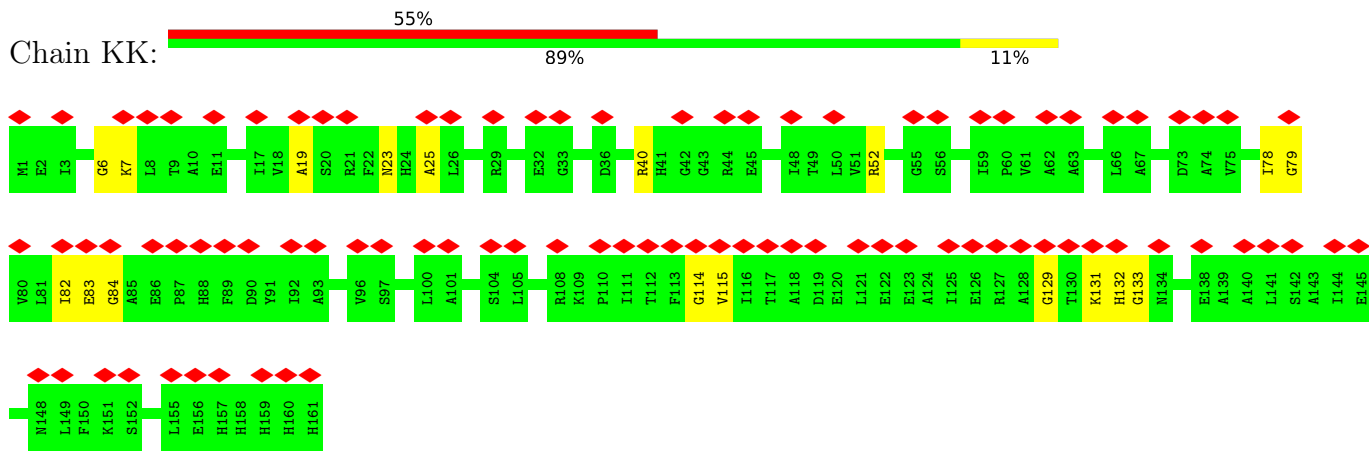 55%
Chain KK:
89% 11%
M1 E2 I3 G6 K7 L8 T9 A10 E11 I17 V18 A19 S20 R21 F22 N23 H24 A25 L26 R29 E32 G33 D36 R40 H41 G42 G43 R44 E45 I48 T49 L50 V51 R52 G55 S56 I59 P60 V61 A62 A63 L66 A67 D73 A74 V75 I78 G79
V80 L81 I82 E83 G84 A85 E86 P87 H88 F89 D90 Y91 I92 A93 V96 S97 L100 A101 S104 L105 R108 K109 P110 I111 T112 F113 G114 V115 I116 T117 A118 D119 E120 L121 E122 E123 A124 I125 E126 R127 A128 G129 T130 K131 H132 G133 N134 E138 A139 A140 L141 S142 A143 I144 E145
N148 L149 F150 K151 S152 L155 E156 H157 H158 H159 H160 H161